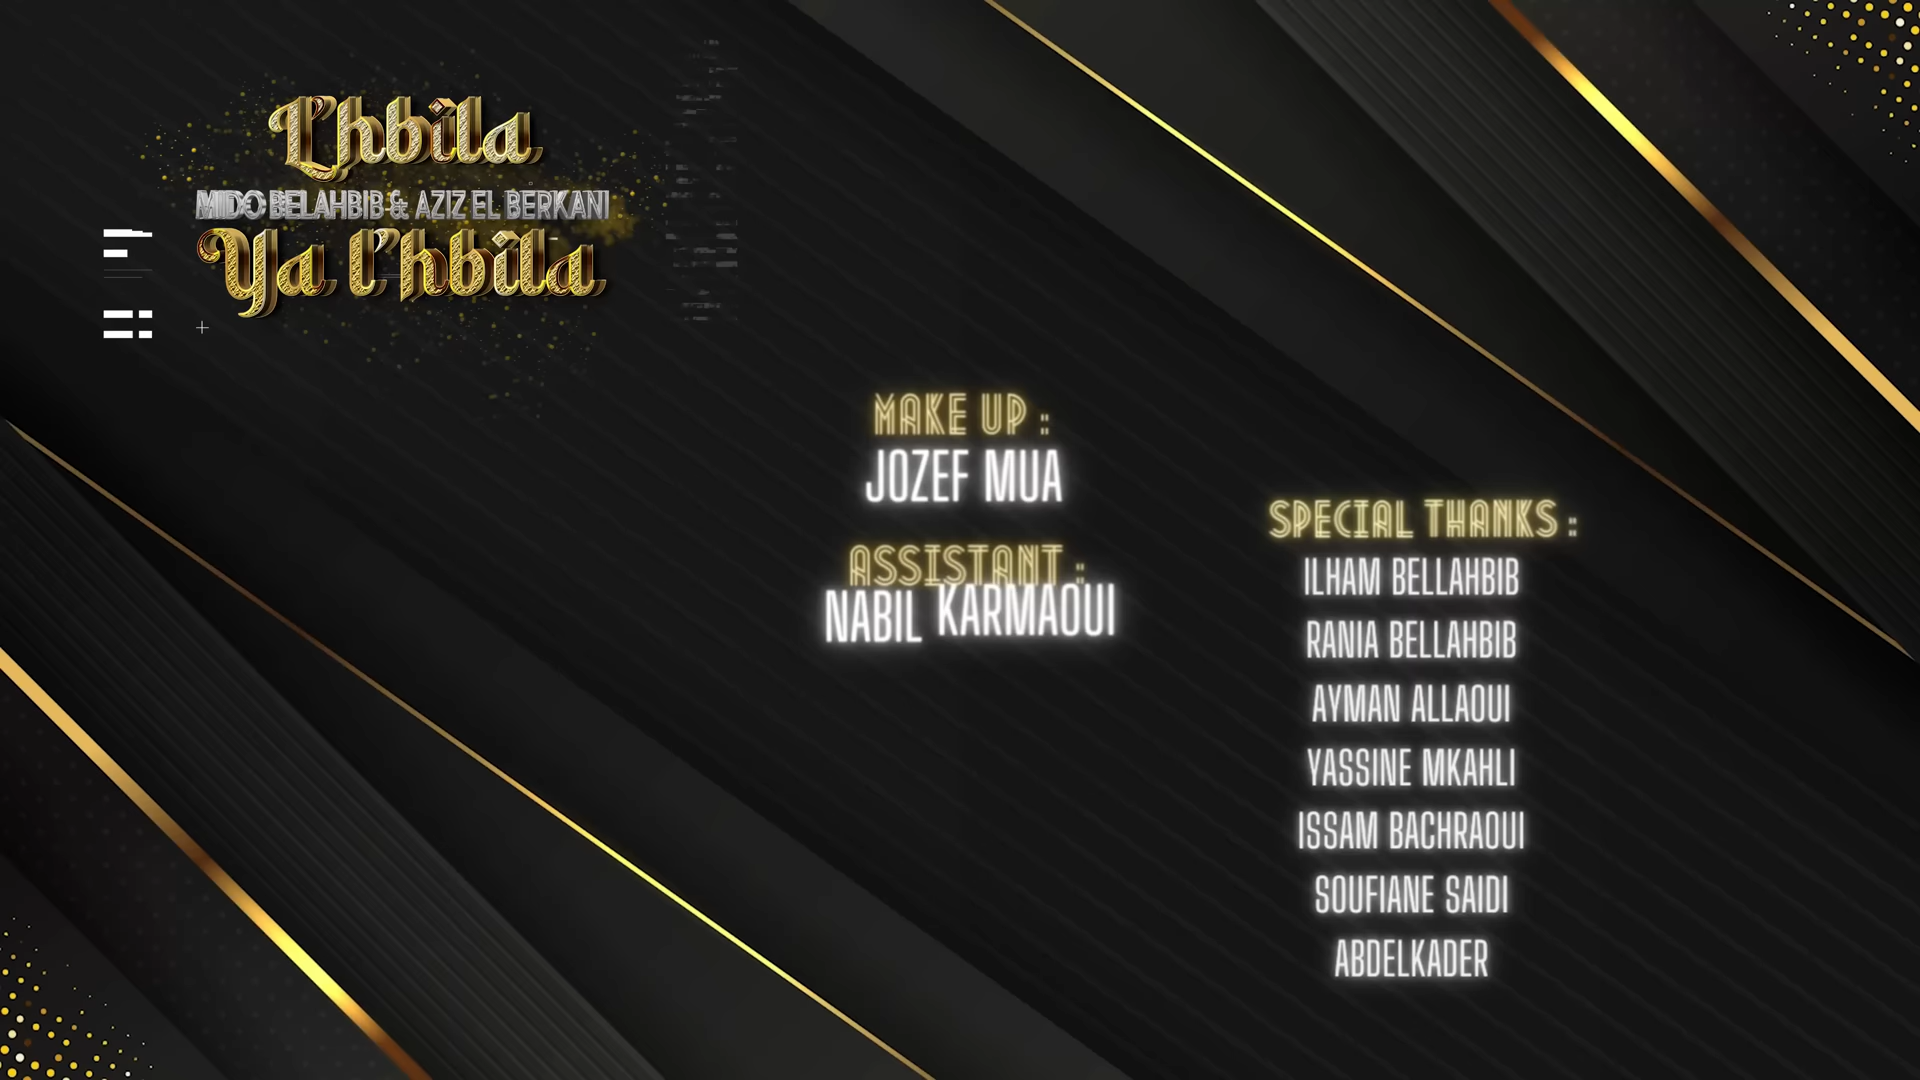 L'hbila
MIDO BELAHBIB & AZIZ EL BERKANI
Ya l'hbila
MAKE UP :
JOZEF MUA
ASSISTANT :
NABIL KARMAOUI
SPECIAL THANKS :
ILHAM BELLAHBIB
RANIA BELLAHBIB
AYMAN ALLAOUI
YASSINE MKAHLI
ISSAM BACHRAOUI
SOUFIANE SAIDI
ABDELKADER